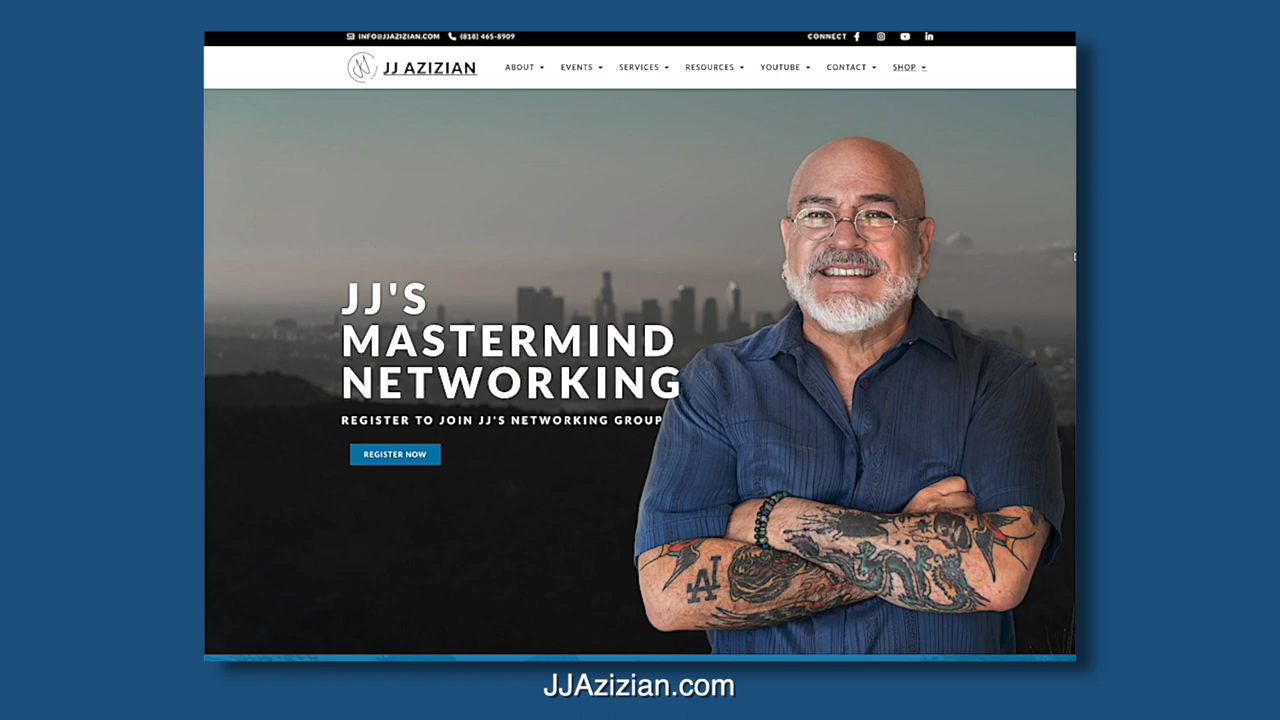 INFO@JJAZIZIAN.COM (818) 465-8909 CONNECT
JJ AZIZIAN ABOUT EVENTS SERVICES RESOURCES YOUTUBE CONTACT SHOP
JJ'S
MASTERMIND
NETWORKING
REGISTER TO JOIN JJ'S NETWORKING GROUP
REGISTER NOW
LA
JJAzizian.com